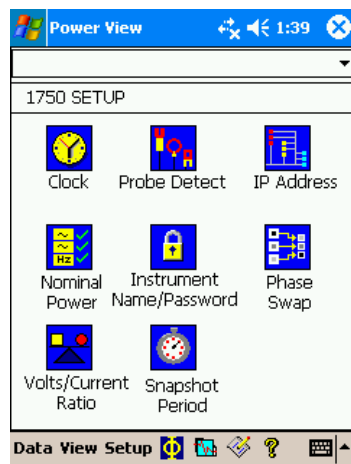 Power View 1:39
1750 SETUP
Clock Probe Detect IP Address
Hz
Nominal Power Instrument Name/Password Phase Swap
Volts/Current Ratio Snapshot Period
Data View Setup Φ ?